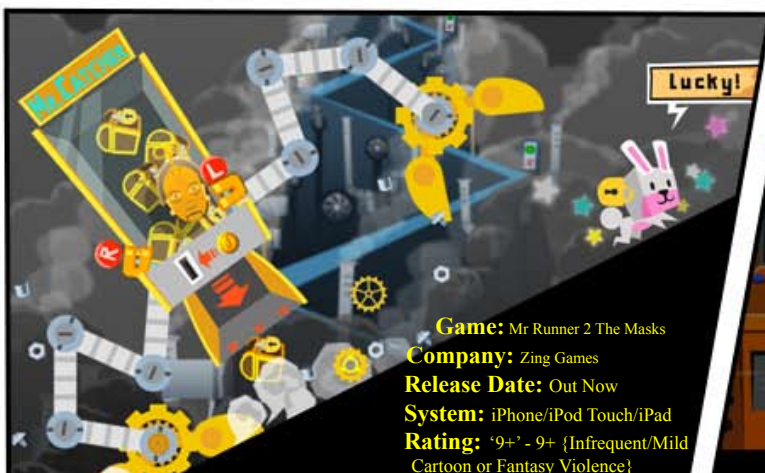 MR.CATCHER
Lucky!
L
R
Game: Mr Runner 2 The Masks
Company: Zing Games
Release Date: Out Now
System: iPhone/iPod Touch/iPad
Rating: ‘9+’ - 9+ {Infrequent/Mild
Cartoon or Fantasy Violence}